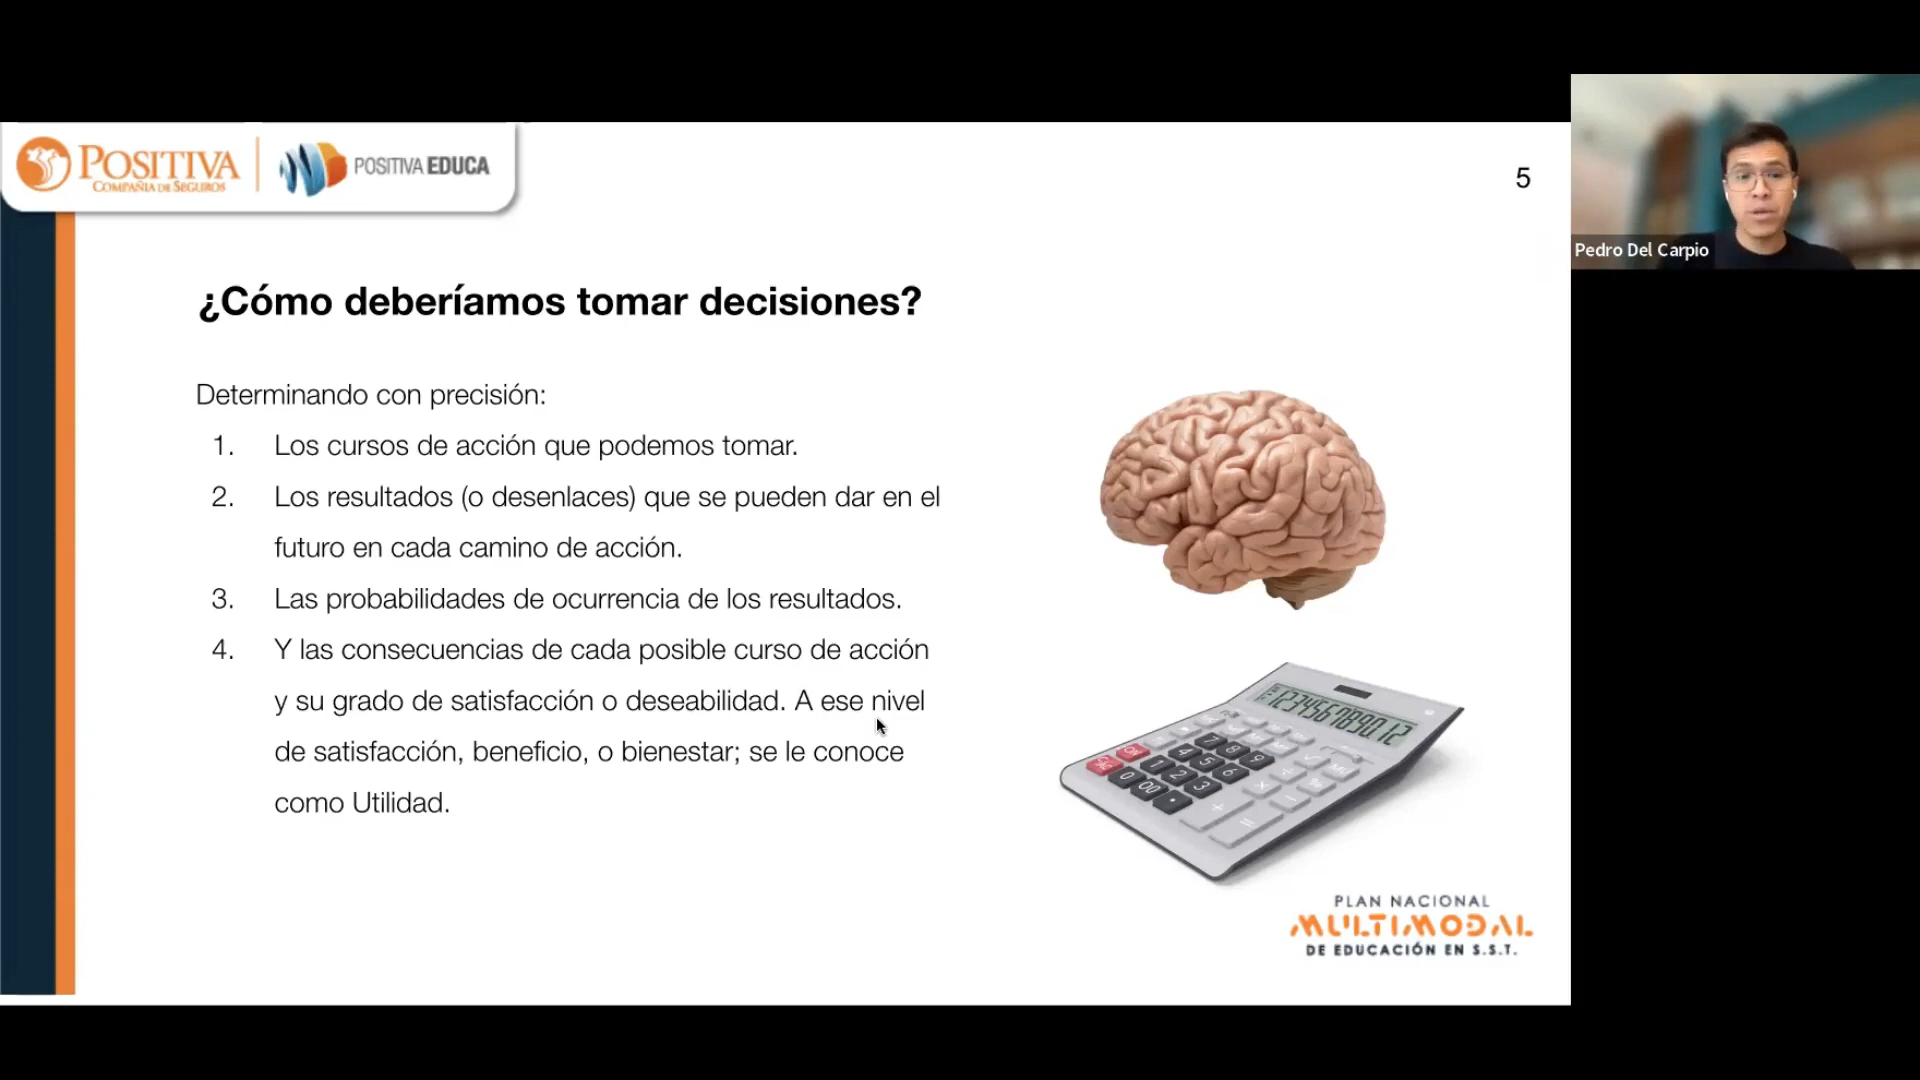 POSITIVA
COMPAÑIA DE SEGUROS
POSITIVA EDUCA
5
Pedro Del Carpio
¿Cómo deberíamos tomar decisiones?
Determinando con precisión:
1. Los cursos de acción que podemos tomar.
2. Los resultados (o desenlaces) que se pueden dar en el
futuro en cada camino de acción.
3. Las probabilidades de ocurrencia de los resultados.
4. Y las consecuencias de cada posible curso de acción
y su grado de satisfacción o deseabilidad. A ese nivel
de satisfacción, beneficio, o bienestar; se le conoce
como Utilidad.
PLAN NACIONAL
MULTIMODAL
DE EDUCACIÓN EN S.S.T.